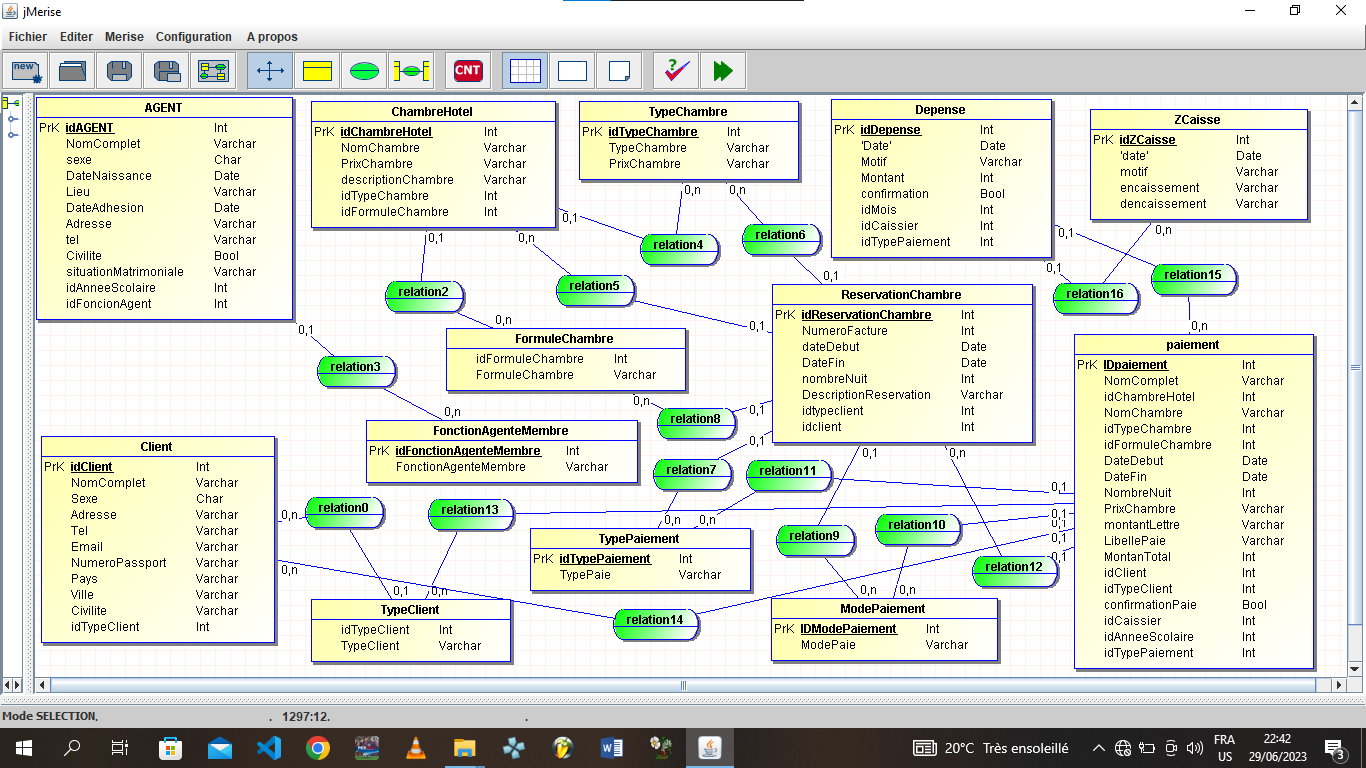 jMerise
Fichier Editer Merise Configuration A propos
new
CNT
AGENT
PrK idAGENT Int
NomComplet Varchar
sexe Char
DateNaissance Date
Lieu Varchar
DateAdhesion Date
Adresse Varchar
tel Varchar
Civilite Bool
situationMatrimoniale Varchar
idAnneeScolaire Int
idFoncionAgent Int
ChambreHotel
PrK idChambreHotel Int
NomChambre Varchar
PrixChambre Varchar
descriptionChambre Varchar
idTypeChambre Int
idFormuleChambre Int
TypeChambre
PrK idTypeChambre Int
TypeChambre Varchar
PrixChambre Varchar
Depense
PrK idDepense Int
'Date' Date
Motif Varchar
Montant Int
confirmation Bool
idMois Int
idCaissier Int
idTypePaiement Int
ZCaisse
PrK idZCaisse Int
'date' Date
motif Varchar
encaissement Varchar
dencaissement Varchar
0,n 0,n
0,1
0,1 0,n
0,1 0,n
relation4
relation6
relation2
relation5
0,1
0,1
relation16
relation15
0,n
0,1
0,n
0,1
relation3
FormuleChambre
idFormuleChambre Int
FormuleChambre Varchar
ReservationChambre
PrK idReservationChambre Int
NumeroFacture Int
dateDebut Date
DateFin Date
nombreNuit Int
DescriptionReservation Varchar
idtypeclient Int
idclient Int
paiement
PrK IDpaiement Int
NomComplet Varchar
idChambreHotel Int
NomChambre Varchar
idTypeChambre Int
idFormuleChambre Int
DateDebut Date
DateFin Date
NombreNuit Int
PrixChambre Varchar
montantLettre Varchar
LibellePaie Varchar
MontanTotal Int
idClient Int
idTypeClient Int
confirmationPaie Bool
idCaissier Int
idAnneeScolaire Int
idTypePaiement Int
0,n
0,n
0,1
relation8
0,1
FonctionAgenteMembre
PrK idFonctionAgenteMembre Int
FonctionAgenteMembre Varchar
Client
PrK idClient Int
NomComplet Varchar
Sexe Char
Adresse Varchar
Tel Varchar
Email Varchar
NumeroPassport Varchar
Pays Varchar
Ville Varchar
Civilite Varchar
idTypeClient Int
relation7
relation11
0,1 0,n
0,1
0,n
relation0
relation13
0,n 0,n
relation9
relation10
0,1
0,1
0,1
0,1
relation12
TypePaiement
PrK idTypePaiement Int
TypePaie Varchar
0,n
0,1 0,n
0,n 0,n
TypeClient
idTypeClient Int
TypeClient Varchar
relation14
ModePaiement
PrK IDModePaiement Int
ModePaie Varchar
Mode SELECTION. . 1297:12. .
20°C Très ensoleillé
FRA
US
22:42
29/06/2023
3